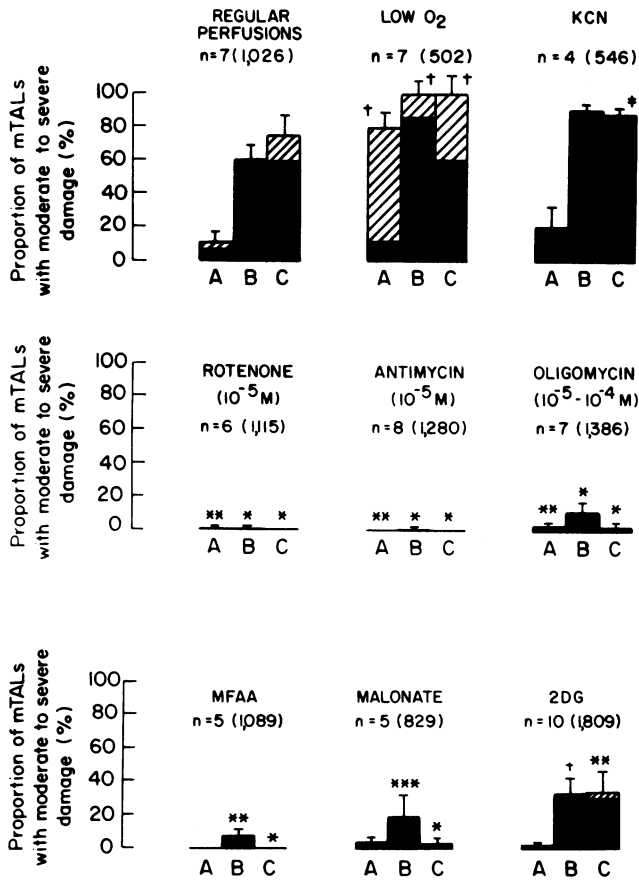 REGULAR
PERFUSIONS
n=7(1,026)
LOW O₂
n=7 (502)
KCN
n=4 (546)
Proportion of mTALs
with moderate to severe
damage (%)
100
80
60
40
20
0
† † † ‡
A B C A B C A B C
ROTENONE
(10⁻⁵M)
n=6 (1,115)
ANTIMYCIN
(10⁻⁵M)
n=8 (1,280)
OLIGOMYCIN
(10⁻⁵-10⁻⁴M)
n=7 (1,386)
Proportion of mTALs
with moderate to severe
damage (%)
100
80
60
40
20
0
** * * ** * * ** * *
A B C A B C A B C
MFAA
n=5 (1,089)
MALONATE
n=5 (829)
2DG
n=10 (1,809)
Proportion of mTALs
with moderate to severe
damage (%)
100
80
60
40
20
0
** * *** * † **
A B C A B C A B C